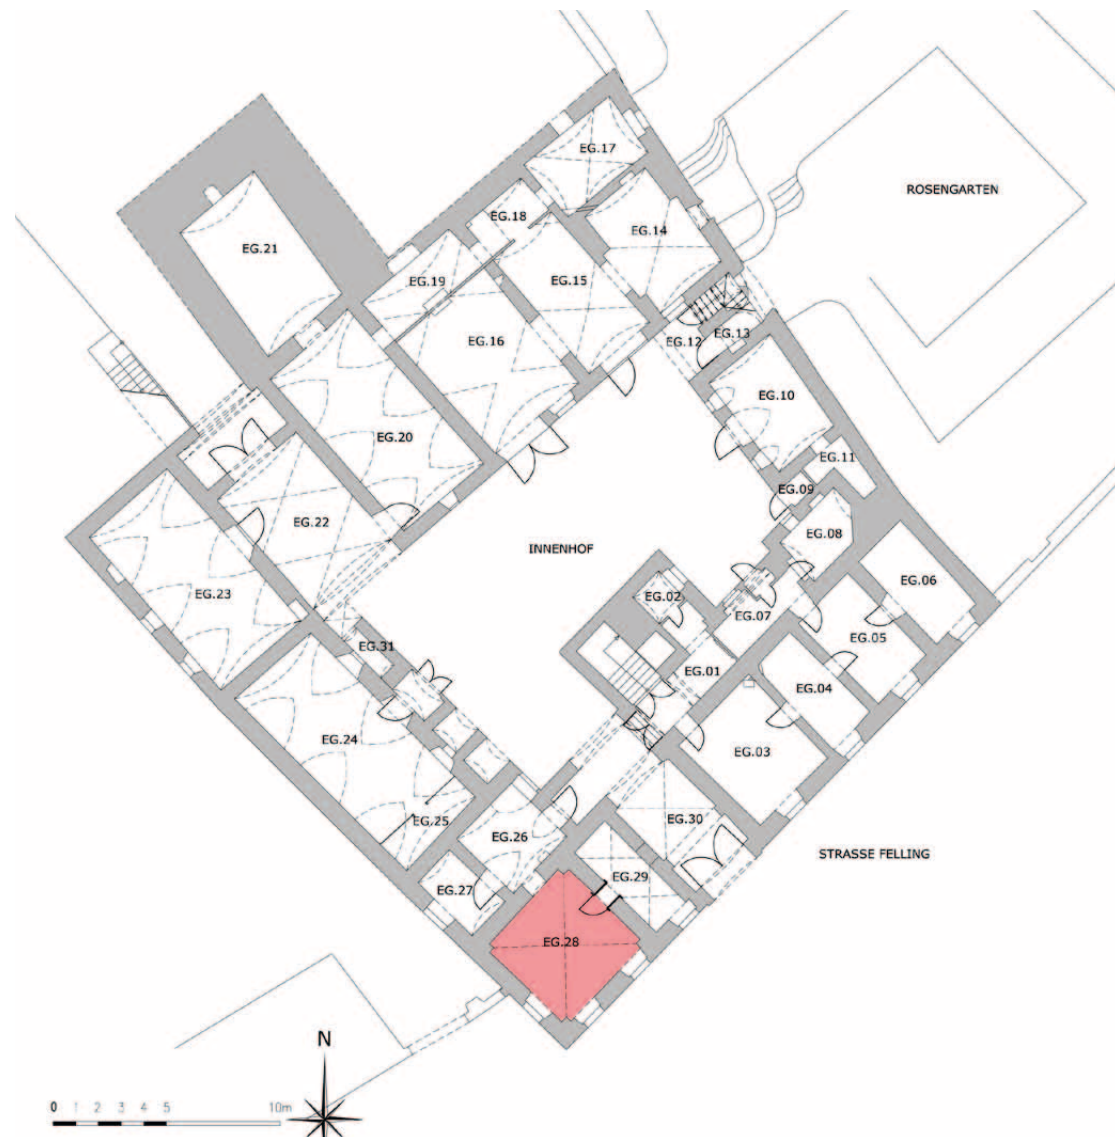 EG.17
ROSENGARTEN
EG.18
EG.14
EG.21
EG.19
EG.15
EG.16
EG.12
EG.13
EG.10
EG.20
EG.11
EG.09
EG.22
EG.08
INNENHOF
EG.06
EG.23
EG.02
EG.07
EG.05
EG.31
EG.01
EG.04
EG.24
EG.03
EG.25
EG.30
EG.26
STRASSE FELLING
EG.29
EG.27
EG.28
N
0 1 2 3 4 5 10m